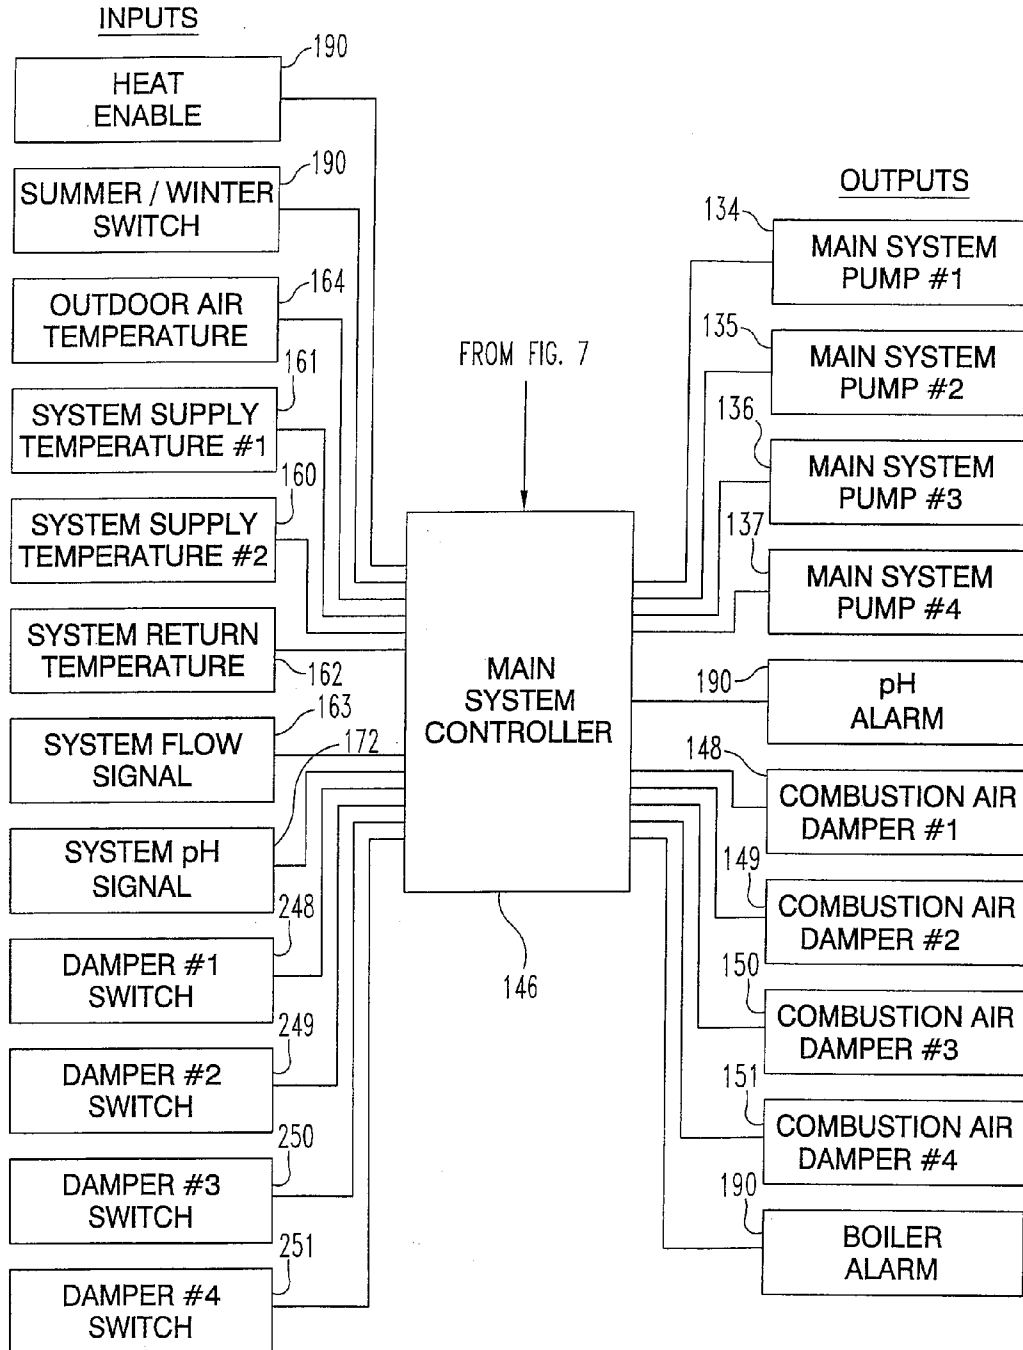 INPUTS
190
HEAT
ENABLE
190
SUMMER / WINTER
SWITCH
164
OUTDOOR AIR
TEMPERATURE
161
SYSTEM SUPPLY
TEMPERATURE #1
160
SYSTEM SUPPLY
TEMPERATURE #2
SYSTEM RETURN
TEMPERATURE
162
163
SYSTEM FLOW
SIGNAL
172
SYSTEM pH
SIGNAL
248
DAMPER #1
SWITCH
249
DAMPER #2
SWITCH
250
DAMPER #3
SWITCH
251
DAMPER #4
SWITCH
FROM FIG. 7
MAIN
SYSTEM
CONTROLLER
146
OUTPUTS
134
MAIN SYSTEM
PUMP #1
135
MAIN SYSTEM
PUMP #2
136
MAIN SYSTEM
PUMP #3
137
MAIN SYSTEM
PUMP #4
190
pH
ALARM
148
COMBUSTION AIR
DAMPER #1
149
COMBUSTION AIR
DAMPER #2
150
COMBUSTION AIR
DAMPER #3
151
COMBUSTION AIR
DAMPER #4
190
BOILER
ALARM